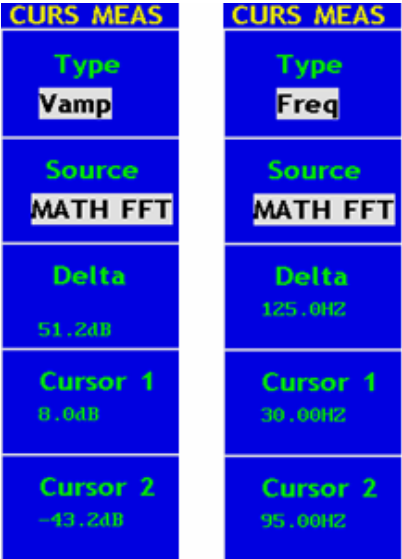 CURS MEAS
Type
Vamp
Source
MATH FFT
Delta
51.2dB
Cursor 1
8.0dB
Cursor 2
-43.2dB
CURS MEAS
Type
Freq
Source
MATH FFT
Delta
125.0HZ
Cursor 1
30.00HZ
Cursor 2
95.00HZ